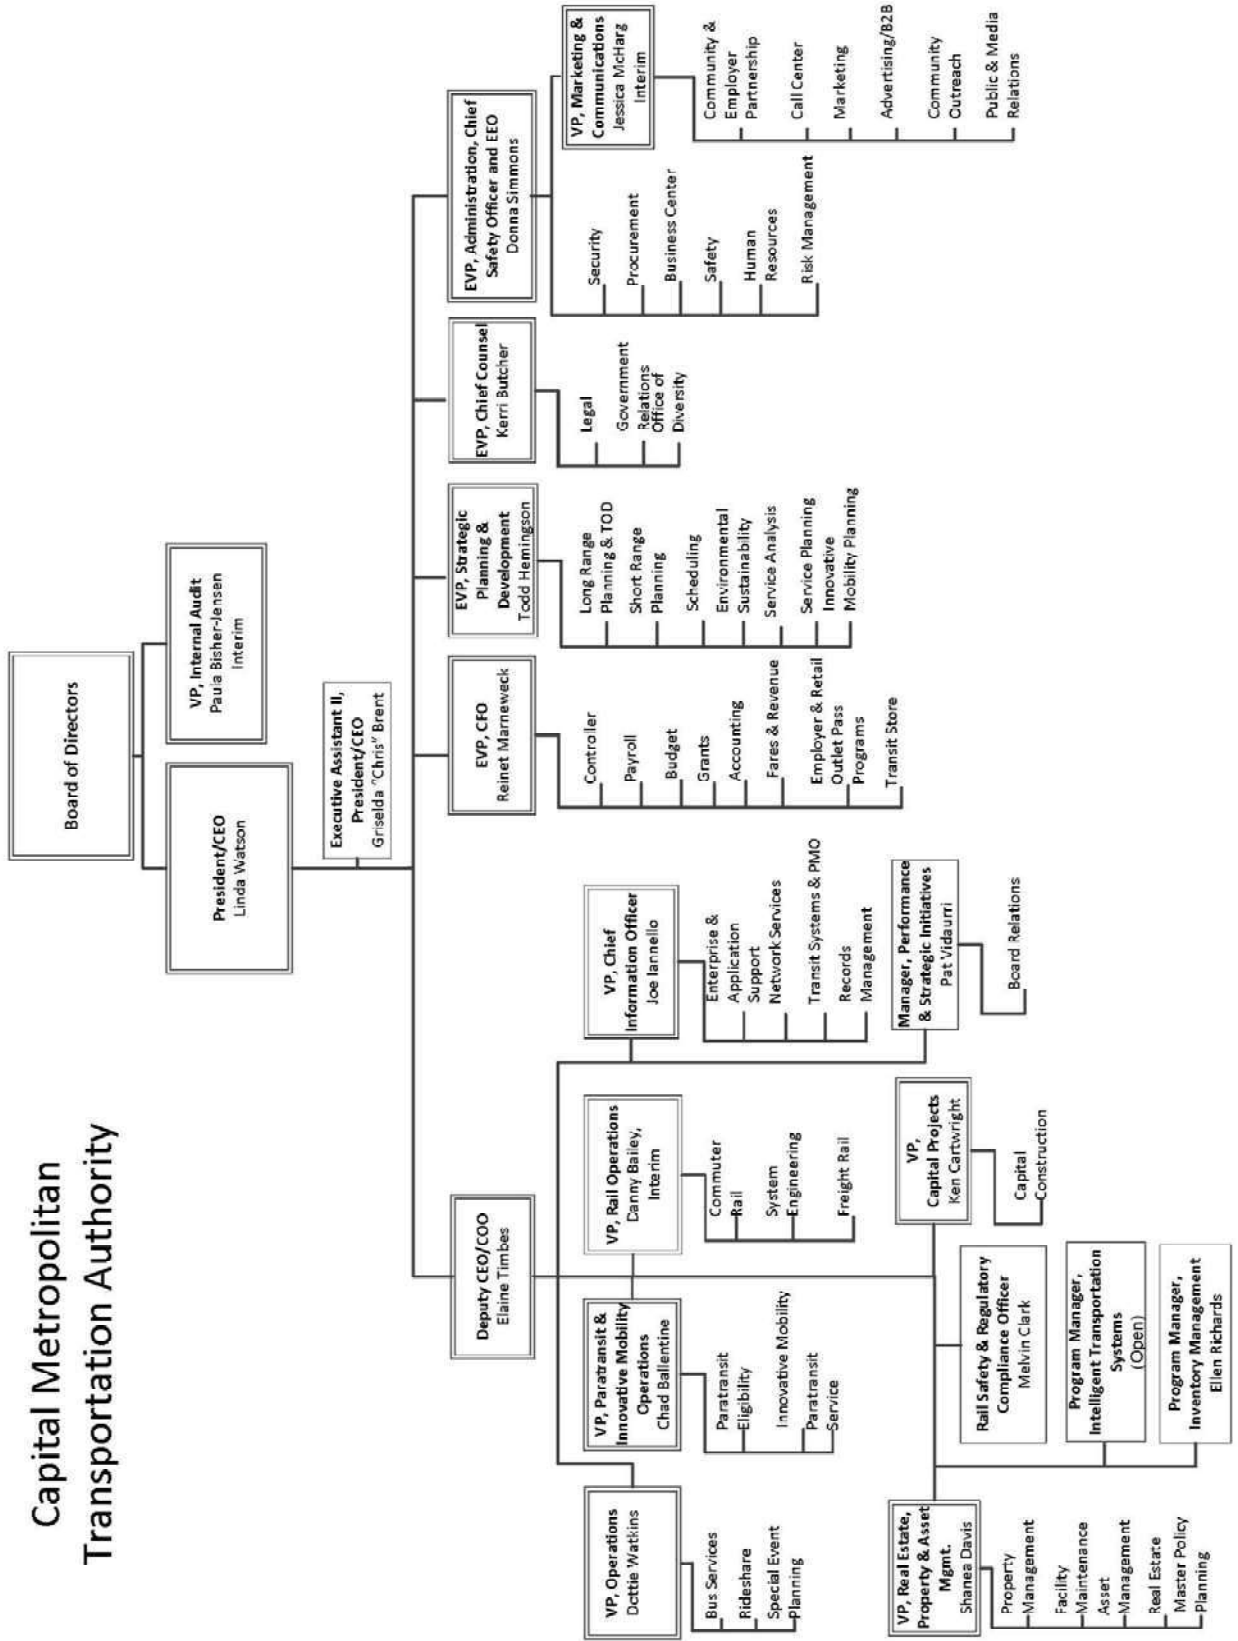 Capital Metropolitan
Transportation Authority
Board of Directors
President/CEO
Linda Watson
VP, Internal Audit
Paula Bisher-Jensen
Interim
Executive Assistant II,
President/CEO
Griselda "Chris" Brent
Deputy CEO/COO
Elaine Timbes
EVP, CFO
Reinet Marneweck
EVP, Strategic
Planning &
Development
Todd Hemingson
EVP, Chief Counsel
Kerri Butcher
EVP, Administration, Chief
Safety Officer and EEO
Donna Simmons
VP, Operations
Dottie Watkins
Bus Services
Rideshare
Special Event
Planning
VP, Paratransit &
Innovative Mobility
Operations
Chad Ballentine
Paratransit
Eligibility
Innovative Mobility
Paratransit
Service
VP, Rail Operations
Danny Bailey,
Interim
Commuter
Rail
System
Engineering
Freight Rail
VP, Chief
Information Officer
Joe Iannello
Enterprise &
Application
Support
Network Services
Transit Systems & PMO
Records
Management
Controller
Payroll
Budget
Grants
Accounting
Fares & Revenue
Employer & Retail
Outlet Pass
Programs
Transit Store
Long Range
Planning & TOD
Short Range
Planning
Scheduling
Environmental
Sustainability
Service Analysis
Service Planning
Innovative
Mobility Planning
Legal
Government
Relations
Office of
Diversity
Security
Procurement
Business Center
Safety
Human
Resources
Risk Management
VP, Marketing &
Communications
Jessica McHarg
Interim
Community &
Employer
Partnership
Call Center
Marketing
Advertising/B2B
Community
Outreach
Public & Media
Relations
VP, Real Estate,
Property & Asset
Mgmt.
Shanea Davis
Property
Management
Facility
Maintenance
Asset
Management
Real Estate
Master Policy
Planning
Rail Safety & Regulatory
Compliance Officer
Melvin Clark
Program Manager,
Intelligent Transportation
Systems
(Open)
Program Manager,
Inventory Management
Ellen Richards
VP,
Capital Projects
Ken Cartwright
Capital
Construction
Manager, Performance
& Strategic Initiatives
Pat Vidaurri
Board Relations